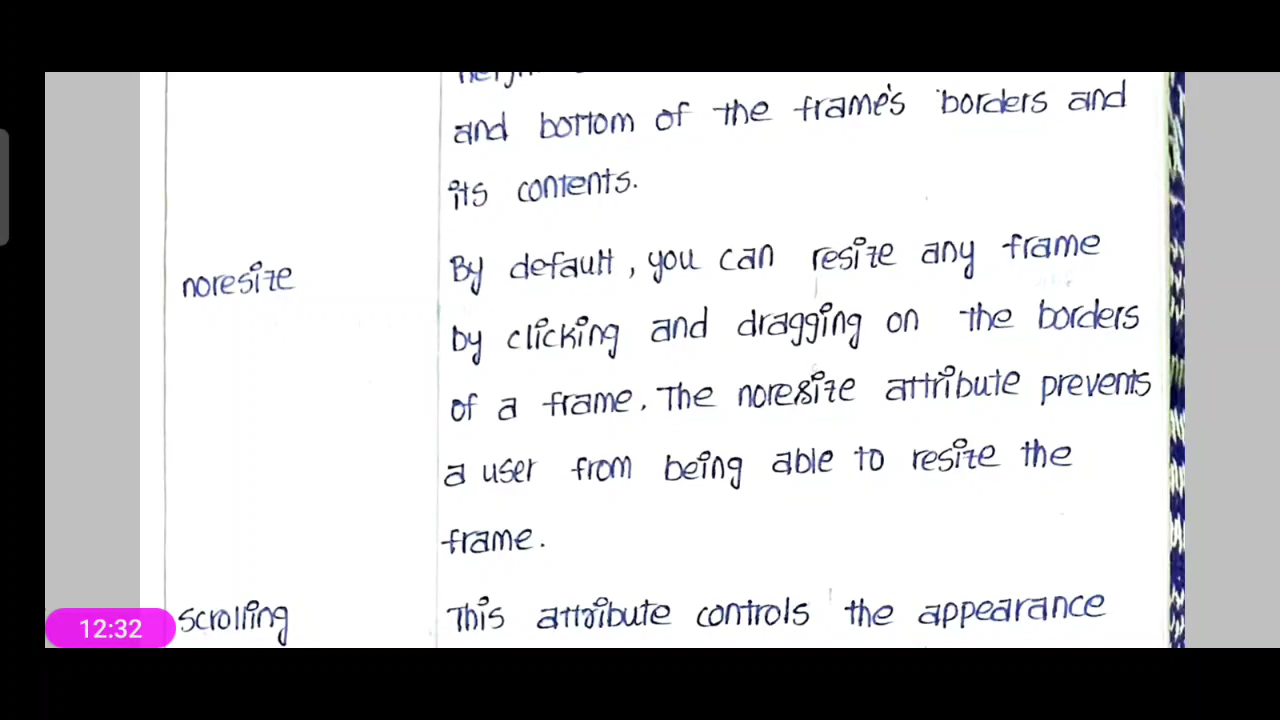 and bottom of the frame's borders and
its contents.
noresize
By default, you can resize any frame
by clicking and dragging on the borders
of a frame. The noresize attribute prevents
a user from being able to resize the
frame.
scrolling
This attribute controls the appearance
12:32